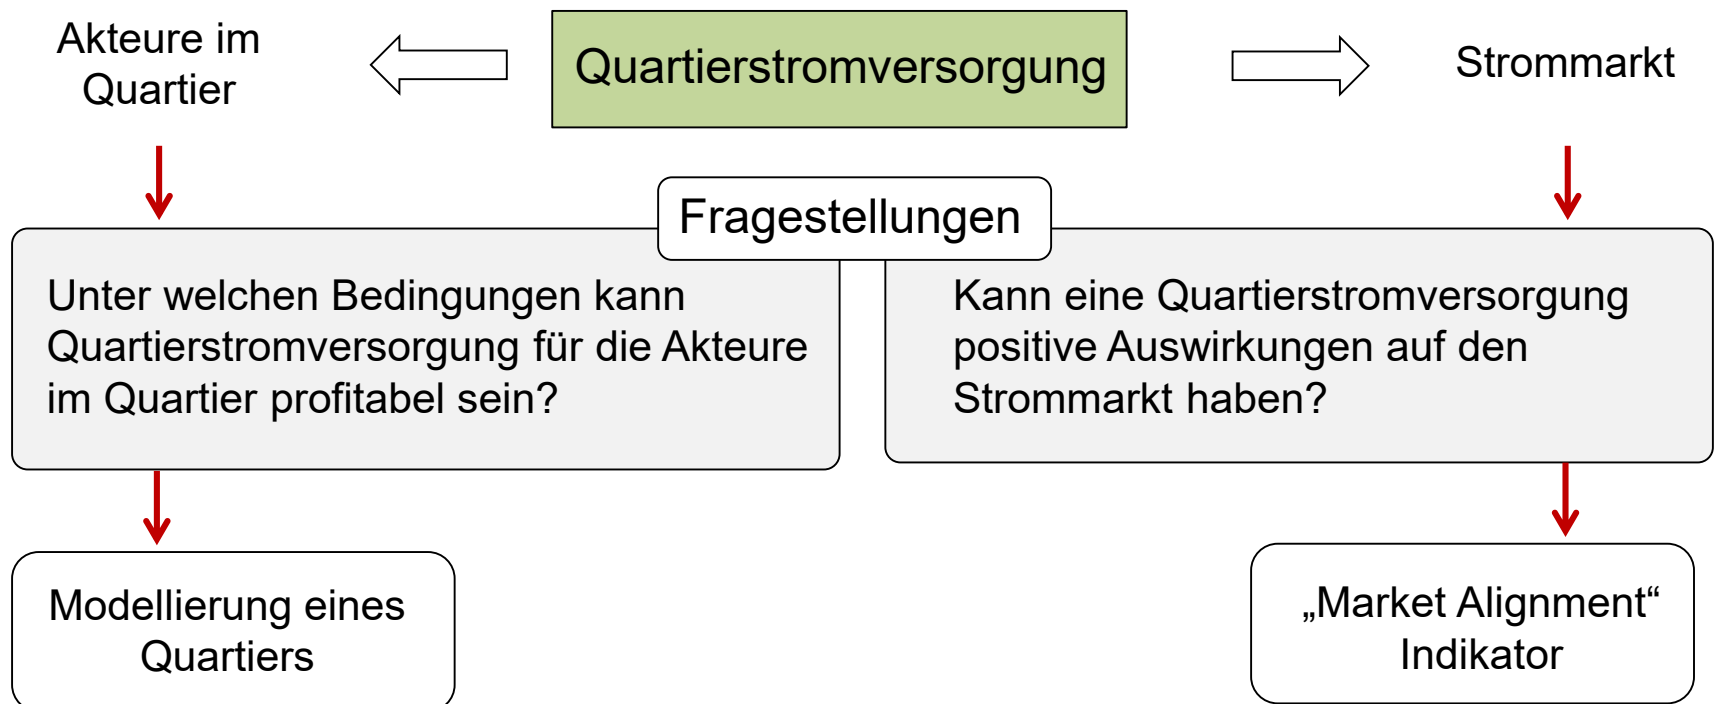 Akteure im
Quartier
Quartierstromversorgung
Strommarkt
Fragestellungen
Unter welchen Bedingungen kann
Quartierstromversorgung für die Akteure
im Quartier profitabel sein?
Kann eine Quartierstromversorgung
positive Auswirkungen auf den
Strommarkt haben?
Modellierung eines
Quartiers
„Market Alignment“
Indikator